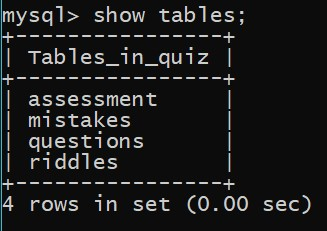 mysql> show tables;
+----------------+
| Tables_in_quiz |
+----------------+
| assessment     |
| mistakes       |
| questions      |
| riddles        |
+----------------+
4 rows in set (0.00 sec)